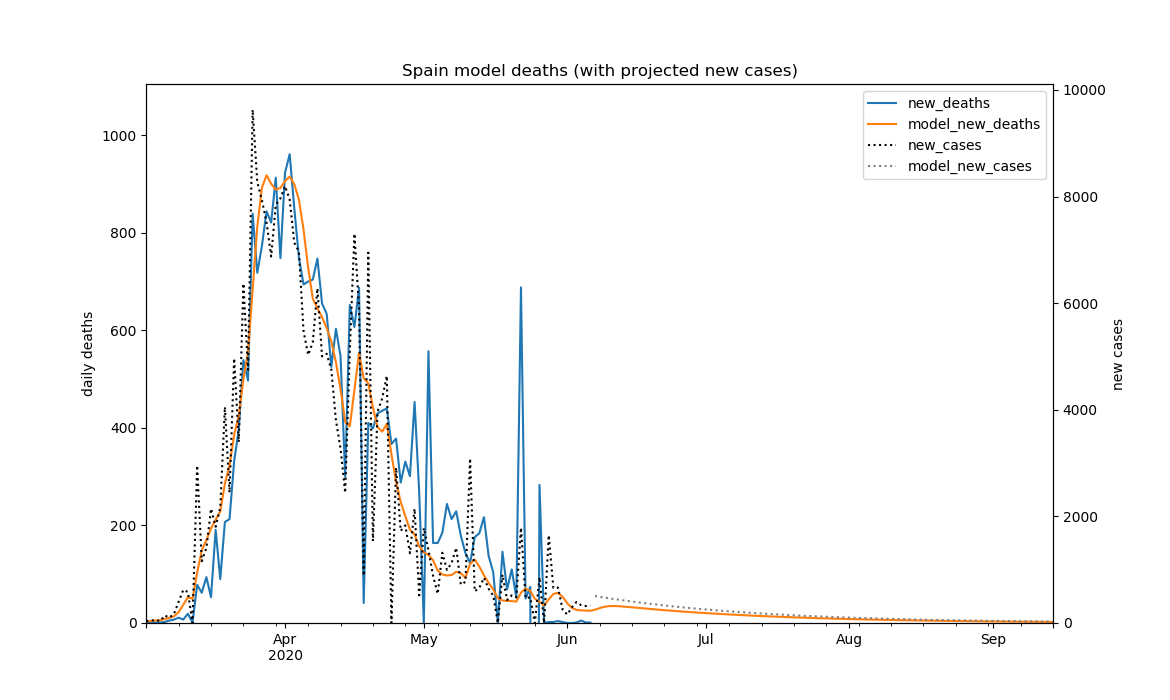 Spain model deaths (with projected new cases)
new_deaths
model_new_deaths
new_cases
model_new_cases
daily deaths
1000
800
600
400
200
0
new cases
10000
8000
6000
4000
2000
0
Apr
2020
May
Jun
Jul
Aug
Sep